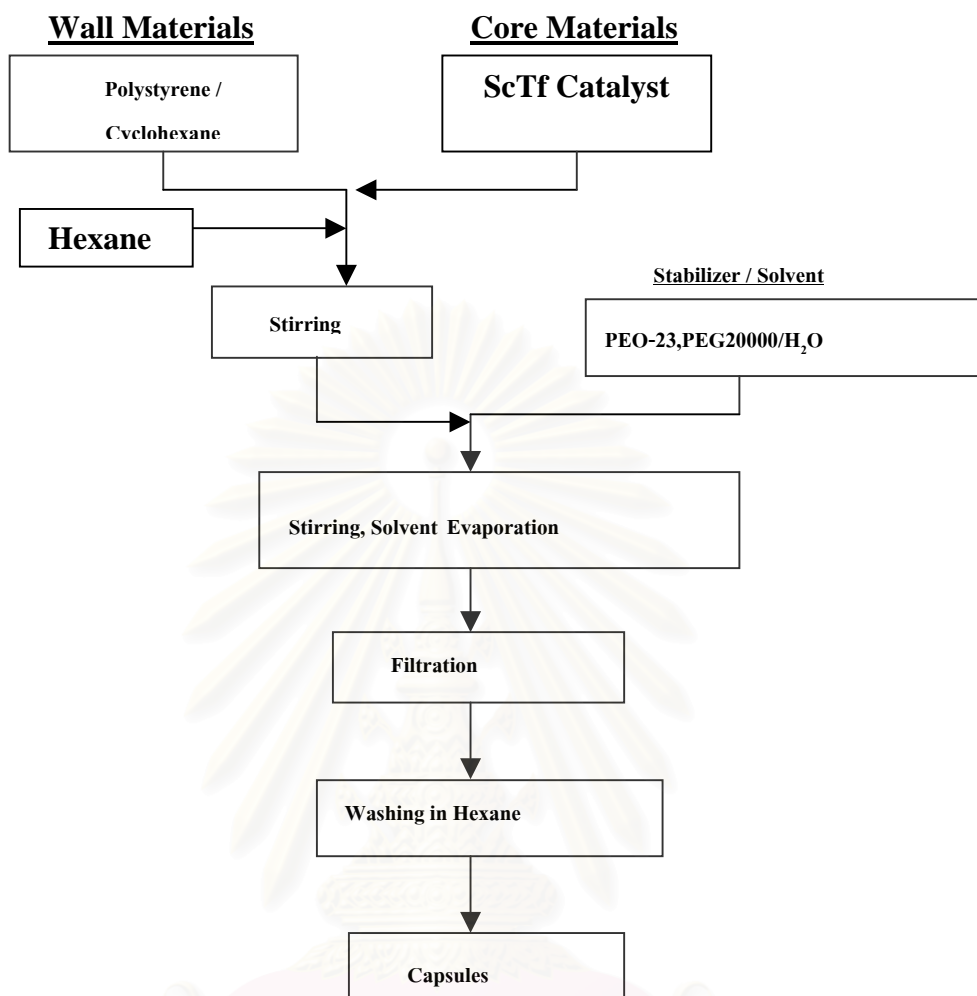 Wall Materials
Core Materials
Polystyrene /
Cyclohexane
ScTf Catalyst
Hexane
Stirring
Stabilizer / Solvent
PEO-23,PEG20000/H₂O
Stirring, Solvent Evaporation
Filtration
Washing in Hexane
Capsules